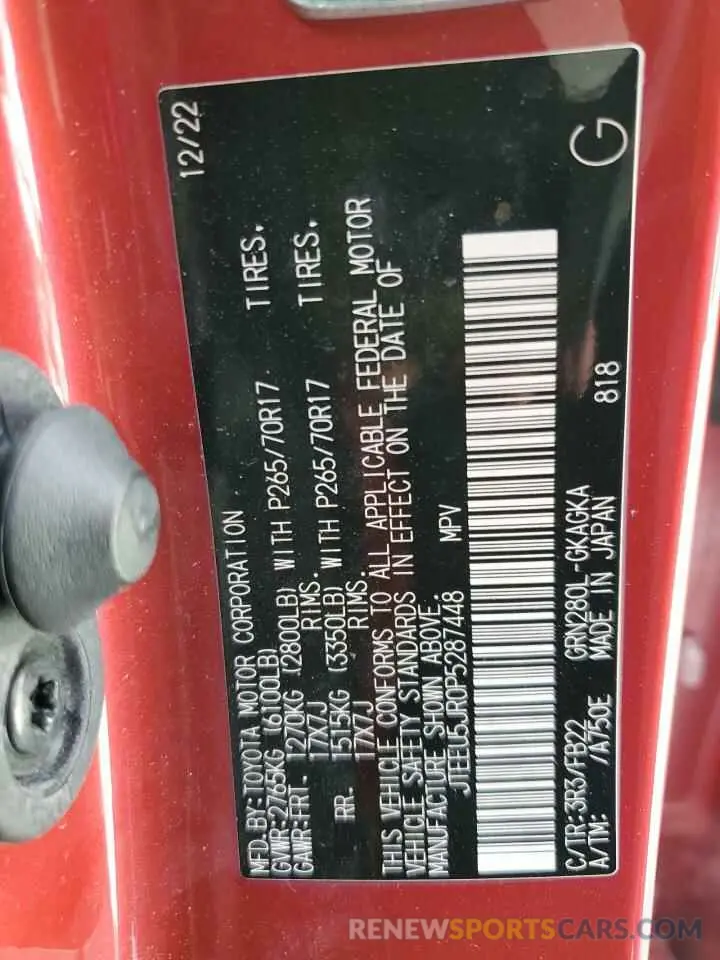 12/22
MFD.BY:TOYOTA MOTOR CORPORATION
GVWR:2765KG (6100LB)
GAWR:FRT. 1270KG (2800LB) WITH P265/70R17 TIRES.
17X7J RIMS.
RR. 1515KG (3350LB) WITH P265/70R17 TIRES.
17X7J RIMS.
THIS VEHICLE CONFORMS TO ALL APPLICABLE FEDERAL MOTOR
VEHICLE SAFETY STANDARDS IN EFFECT ON THE DATE OF
MANUFACTURE SHOWN ABOVE.
JTEEU5JR0P5287448 MPV
C/TR:3R3/FB22 GRN280L-GKAGKA 818 G
A/TM: /A750E MADE IN JAPAN
RENEWSPORTSCARS.COM